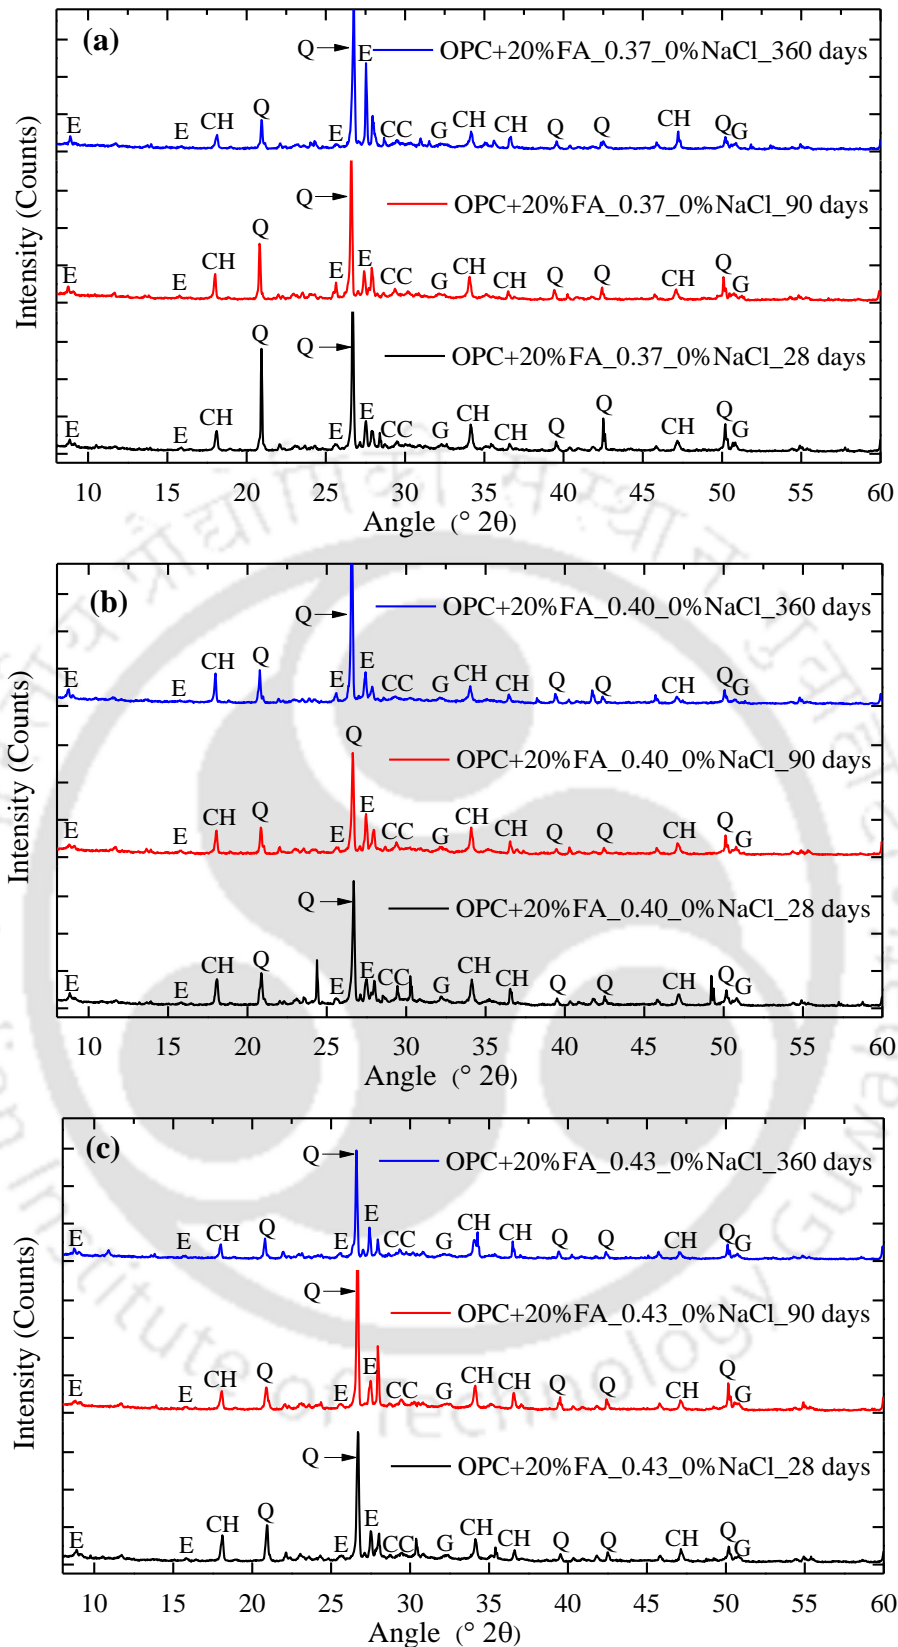 (a)
Q OPC+20%FA_0.37_0%NaCl_360 days
E E CH Q E E CC G CH CH Q Q Q G
Q OPC+20%FA_0.37_0%NaCl_90 days
E E CH Q E E CC G CH CH Q Q CH Q G
Q OPC+20%FA_0.37_0%NaCl_28 days
E E CH Q E CC G CH CH Q Q CH Q G
Intensity (Counts)
10 15 20 25 30 35 40 45 50 55 60
Angle (° 2θ)
(b)
Q OPC+20%FA_0.40_0%NaCl_360 days
E E CH Q E E CC G CH CH Q Q CH Q G
Q OPC+20%FA_0.40_0%NaCl_90 days
E E CH Q E E CC G CH CH Q Q CH Q G
Q OPC+20%FA_0.40_0%NaCl_28 days
E E CH Q E E CC G CH CH Q Q CH Q G
Intensity (Counts)
10 15 20 25 30 35 40 45 50 55 60
Angle (° 2θ)
(c)
Q OPC+20%FA_0.43_0%NaCl_360 days
E E CH Q E E CC G CH CH Q Q CH Q G
Q OPC+20%FA_0.43_0%NaCl_90 days
E E CH Q E E CC G CH CH Q Q CH Q G
Q OPC+20%FA_0.43_0%NaCl_28 days
E E CH Q E E CC G CH CH Q Q CH Q G
Intensity (Counts)
10 15 20 25 30 35 40 45 50 55 60
Angle (° 2θ)
Institute of Technology